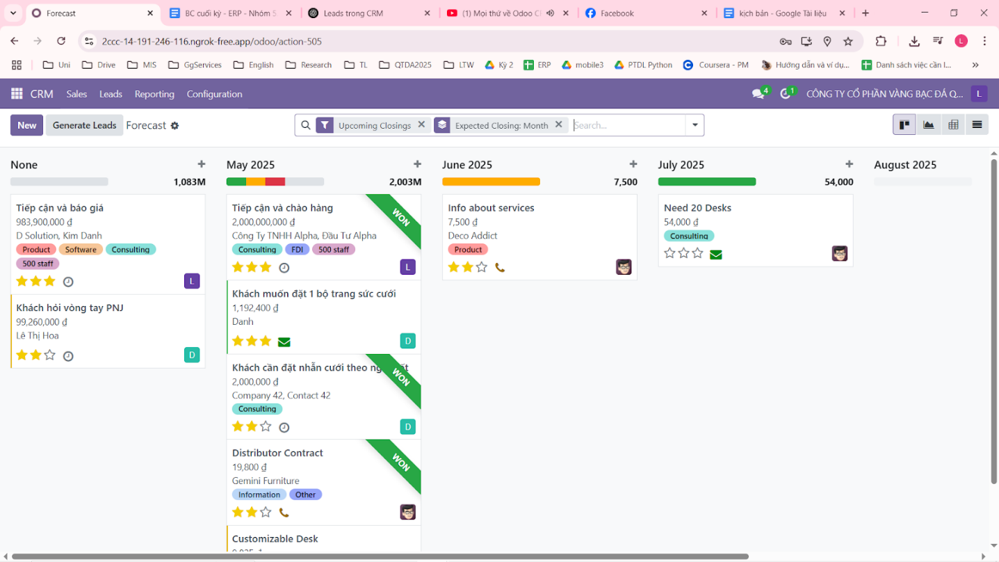 Forecast
BC cuối kỳ - ERP - Nhóm 5
Leads trong CRM
(1) Mọi thứ về Odoo C
Facebook
kịch bản - Google Tài liệu
2ccc-14-191-246-116.ngrok-free.app/odoo/action-505
L
Uni
Drive
MIS
GgServices
English
Research
TL
QTDA2025
LTW
Kỳ 2
ERP
mobile3
PTDL Python
Coursera - PM
Hướng dẫn và ví dụ...
Danh sách việc cần l...
CRM
Sales
Leads
Reporting
Configuration
4
1
CÔNG TY CỔ PHẦN VÀNG BẠC ĐÁ Q...
L
New
Generate Leads
Forecast
Upcoming Closings
Expected Closing: Month
Search...
None
1,083M
Tiếp cận và báo giá
983,900,000 ₫
D Solution, Kim Danh
Product
Software
Consulting
500 staff
L
Khách hỏi vòng tay PNJ
99,260,000 ₫
Lê Thị Hoa
D
May 2025
2,003M
Tiếp cận và chào hàng
WON
2,000,000,000 ₫
Công Ty TNHH Alpha, Đầu Tư Alpha
Consulting
FDI
500 staff
L
Khách muốn đặt 1 bộ trang sức cưới
1,192,400 ₫
Danh
D
Khách cần đặt nhẫn cưới theo
WON
2,000,000 ₫
Company 42, Contact 42
Consulting
D
Distributor Contract
WON
19,800 ₫
Gemini Furniture
Information
Other
Customizable Desk
June 2025
7,500
Info about services
7,500 ₫
Deco Addict
Product
July 2025
54,000
Need 20 Desks
54,000 ₫
Consulting
August 2025